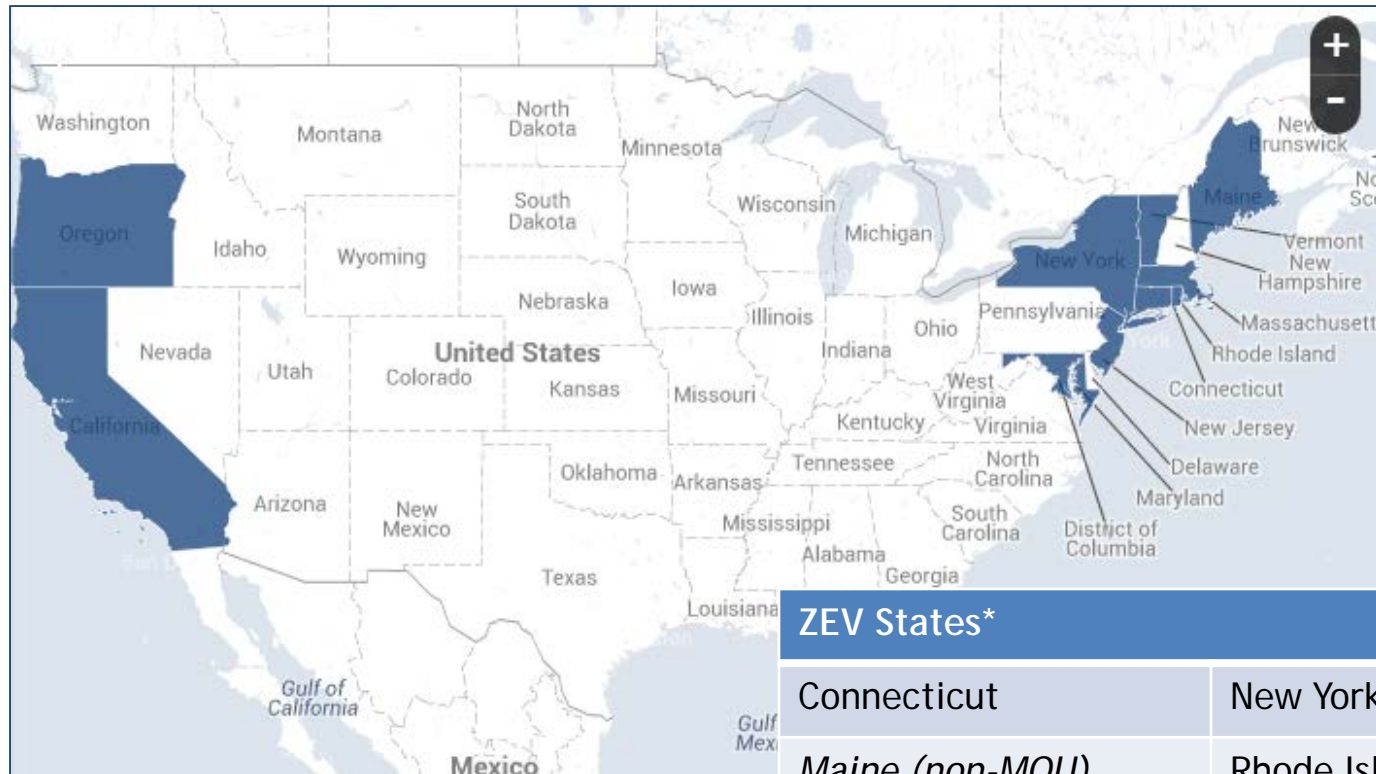 +
-
Washington
Montana
North
Dakota
Minnesota
New
Brunswick
Maine
Oregon
Idaho
Wyoming
South
Dakota
Wisconsin
Michigan
Vermont
New
Hampshire
New York
Nebraska
Iowa
Illinois
Indiana
Ohio
Pennsylvania
Massachusett
Rhode Island
Connecticut
Nevada
Utah
Colorado
United States
Kansas
Missouri
West
Virginia
Kentucky
Virginia
New Jersey
Delaware
Maryland
District of
Columbia
California
Arizona
New
Mexico
Oklahoma
Arkansas
Tennessee
North
Carolina
South
Carolina
Mississippi
Alabama
Georgia
Texas
Louisiana
Gulf of
California
Gulf
Mexico
ZEV States*
Connecticut
New York
Maine (non-MOU)